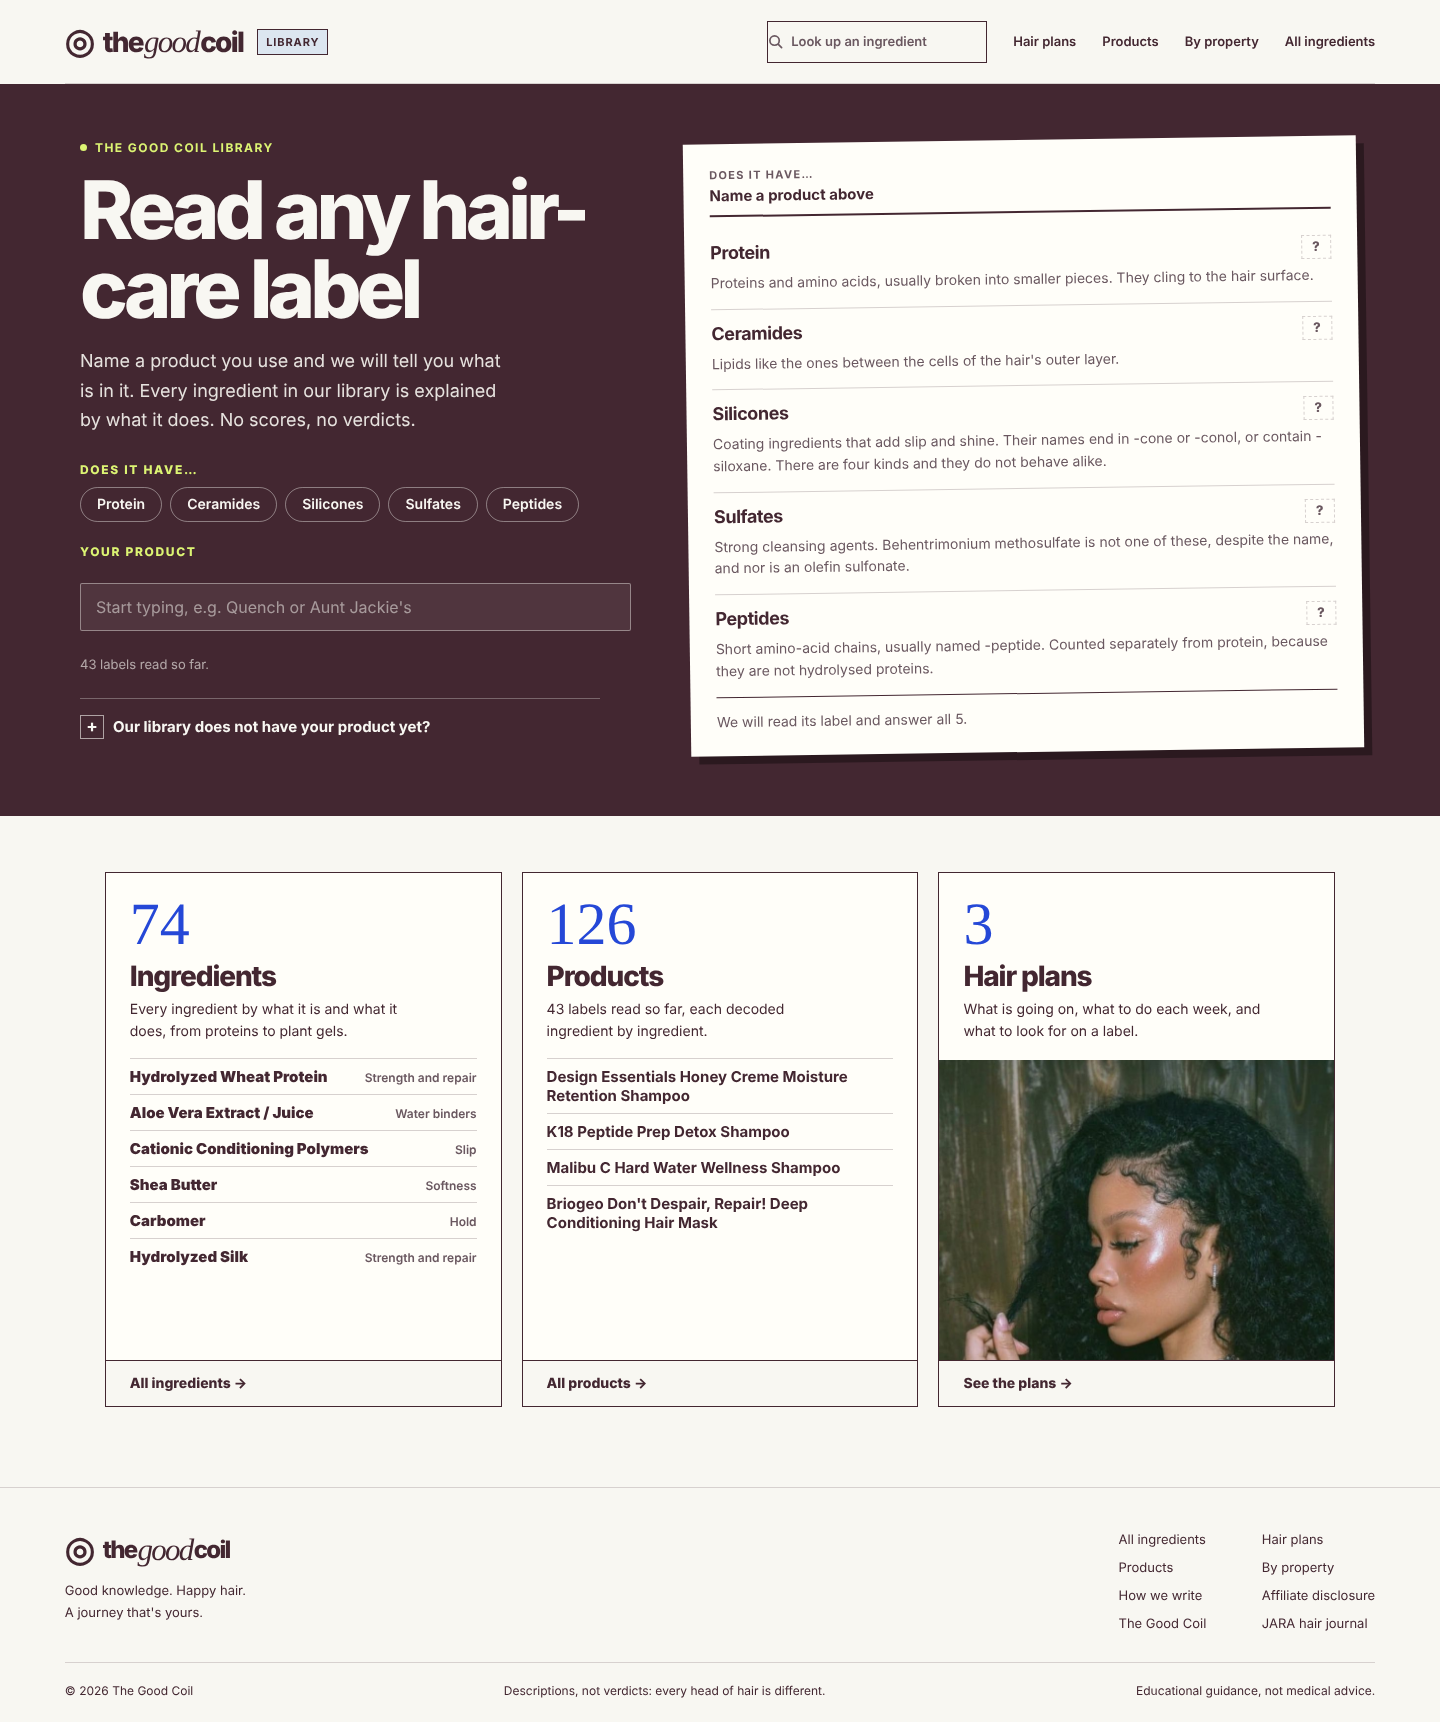 thegoodcoil LIBRARY
Look up an ingredient
Hair plans Products By property All ingredients
THE GOOD COIL LIBRARY
Read any hair-
care label
Name a product you use and we will tell you what
is in it. Every ingredient in our library is explained
by what it does. No scores, no verdicts.
DOES IT HAVE…
Protein Ceramides Silicones Sulfates Peptides
YOUR PRODUCT
Start typing, e.g. Quench or Aunt Jackie's
43 labels read so far.
+ Our library does not have your product yet?
DOES IT HAVE…
Name a product above
Protein ?
Proteins and amino acids, usually broken into smaller pieces. They cling to the hair surface.
Ceramides ?
Lipids like the ones between the cells of the hair's outer layer.
Silicones ?
Coating ingredients that add slip and shine. Their names end in -cone or -conol, or contain -
siloxane. There are four kinds and they do not behave alike.
Sulfates ?
Strong cleansing agents. Behentrimonium methosulfate is not one of these, despite the name,
and nor is an olefin sulfonate.
Peptides ?
Short amino-acid chains, usually named -peptide. Counted separately from protein, because
they are not hydrolysed proteins.
We will read its label and answer all 5.
74
Ingredients
Every ingredient by what it is and what it
does, from proteins to plant gels.
Hydrolyzed Wheat Protein Strength and repair
Aloe Vera Extract / Juice Water binders
Cationic Conditioning Polymers Slip
Shea Butter Softness
Carbomer Hold
Hydrolyzed Silk Strength and repair
All ingredients →
126
Products
43 labels read so far, each decoded
ingredient by ingredient.
Design Essentials Honey Creme Moisture
Retention Shampoo
K18 Peptide Prep Detox Shampoo
Malibu C Hard Water Wellness Shampoo
Briogeo Don't Despair, Repair! Deep
Conditioning Hair Mask
All products →
3
Hair plans
What is going on, what to do each week, and
what to look for on a label.
See the plans →
thegoodcoil
Good knowledge. Happy hair.
A journey that's yours.
All ingredients
Products
How we write
The Good Coil
Hair plans
By property
Affiliate disclosure
JARA hair journal
© 2026 The Good Coil
Descriptions, not verdicts: every head of hair is different.
Educational guidance, not medical advice.